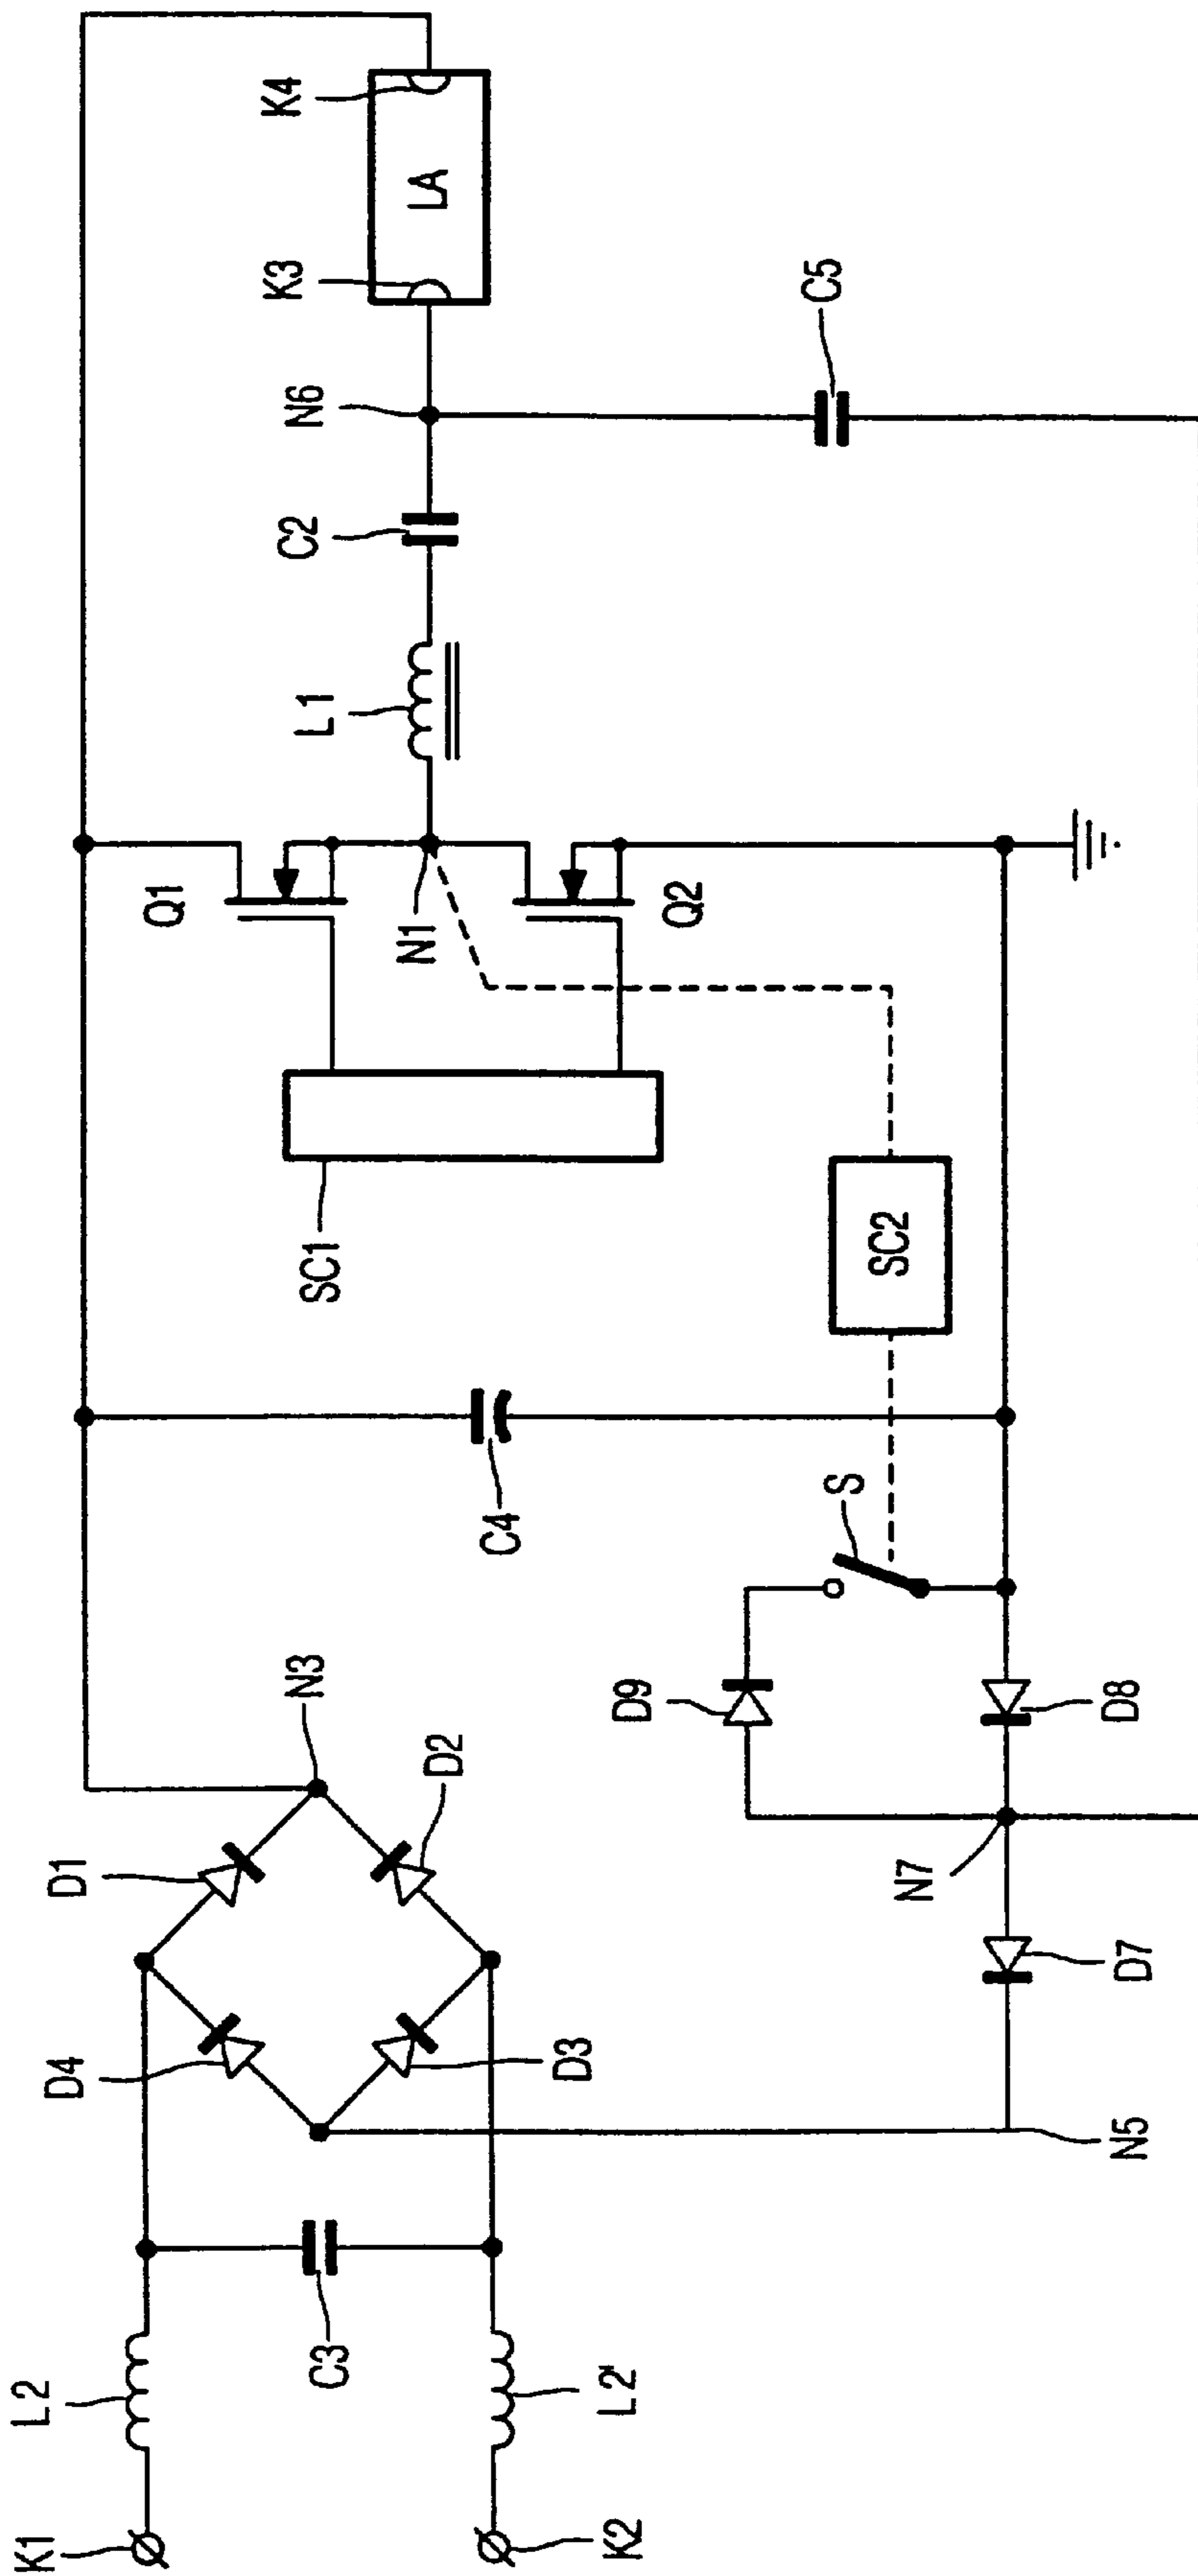 K1
L2
C3
L2'
K2
D4
D1
D3
D2
N3
N5
D7
N7
D8
D9
S
C4
SC1
SC2
Q1
N1
Q2
L1
C2
N6
C5
K3
LA
K4